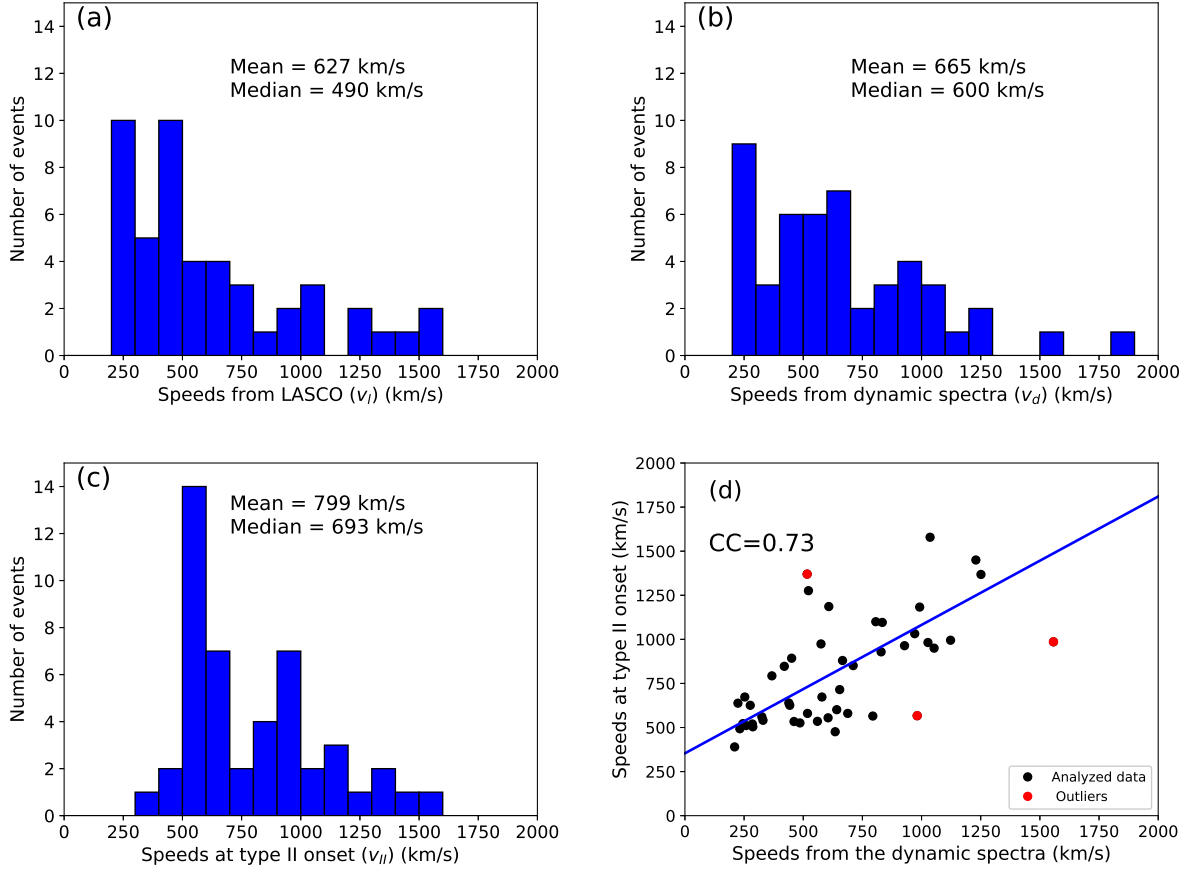 (a)
Mean = 627 km/s
Median = 490 km/s
Number of events
14
12
10
8
6
4
2
0
0 250 500 750 1000 1250 1500 1750 2000
Speeds from LASCO (v_l) (km/s)
(b)
Mean = 665 km/s
Median = 600 km/s
Number of events
14
12
10
8
6
4
2
0
0 250 500 750 1000 1250 1500 1750 2000
Speeds from dynamic spectra (v_d) (km/s)
(c)
Mean = 799 km/s
Median = 693 km/s
Number of events
14
12
10
8
6
4
2
0
0 250 500 750 1000 1250 1500 1750 2000
Speeds at type II onset (v_II) (km/s)
(d)
CC=0.73
Speeds at type II onset (km/s)
2000
1750
1500
1250
1000
750
500
250
0
Analyzed data
Outliers
0 250 500 750 1000 1250 1500 1750 2000
Speeds from the dynamic spectra (km/s)